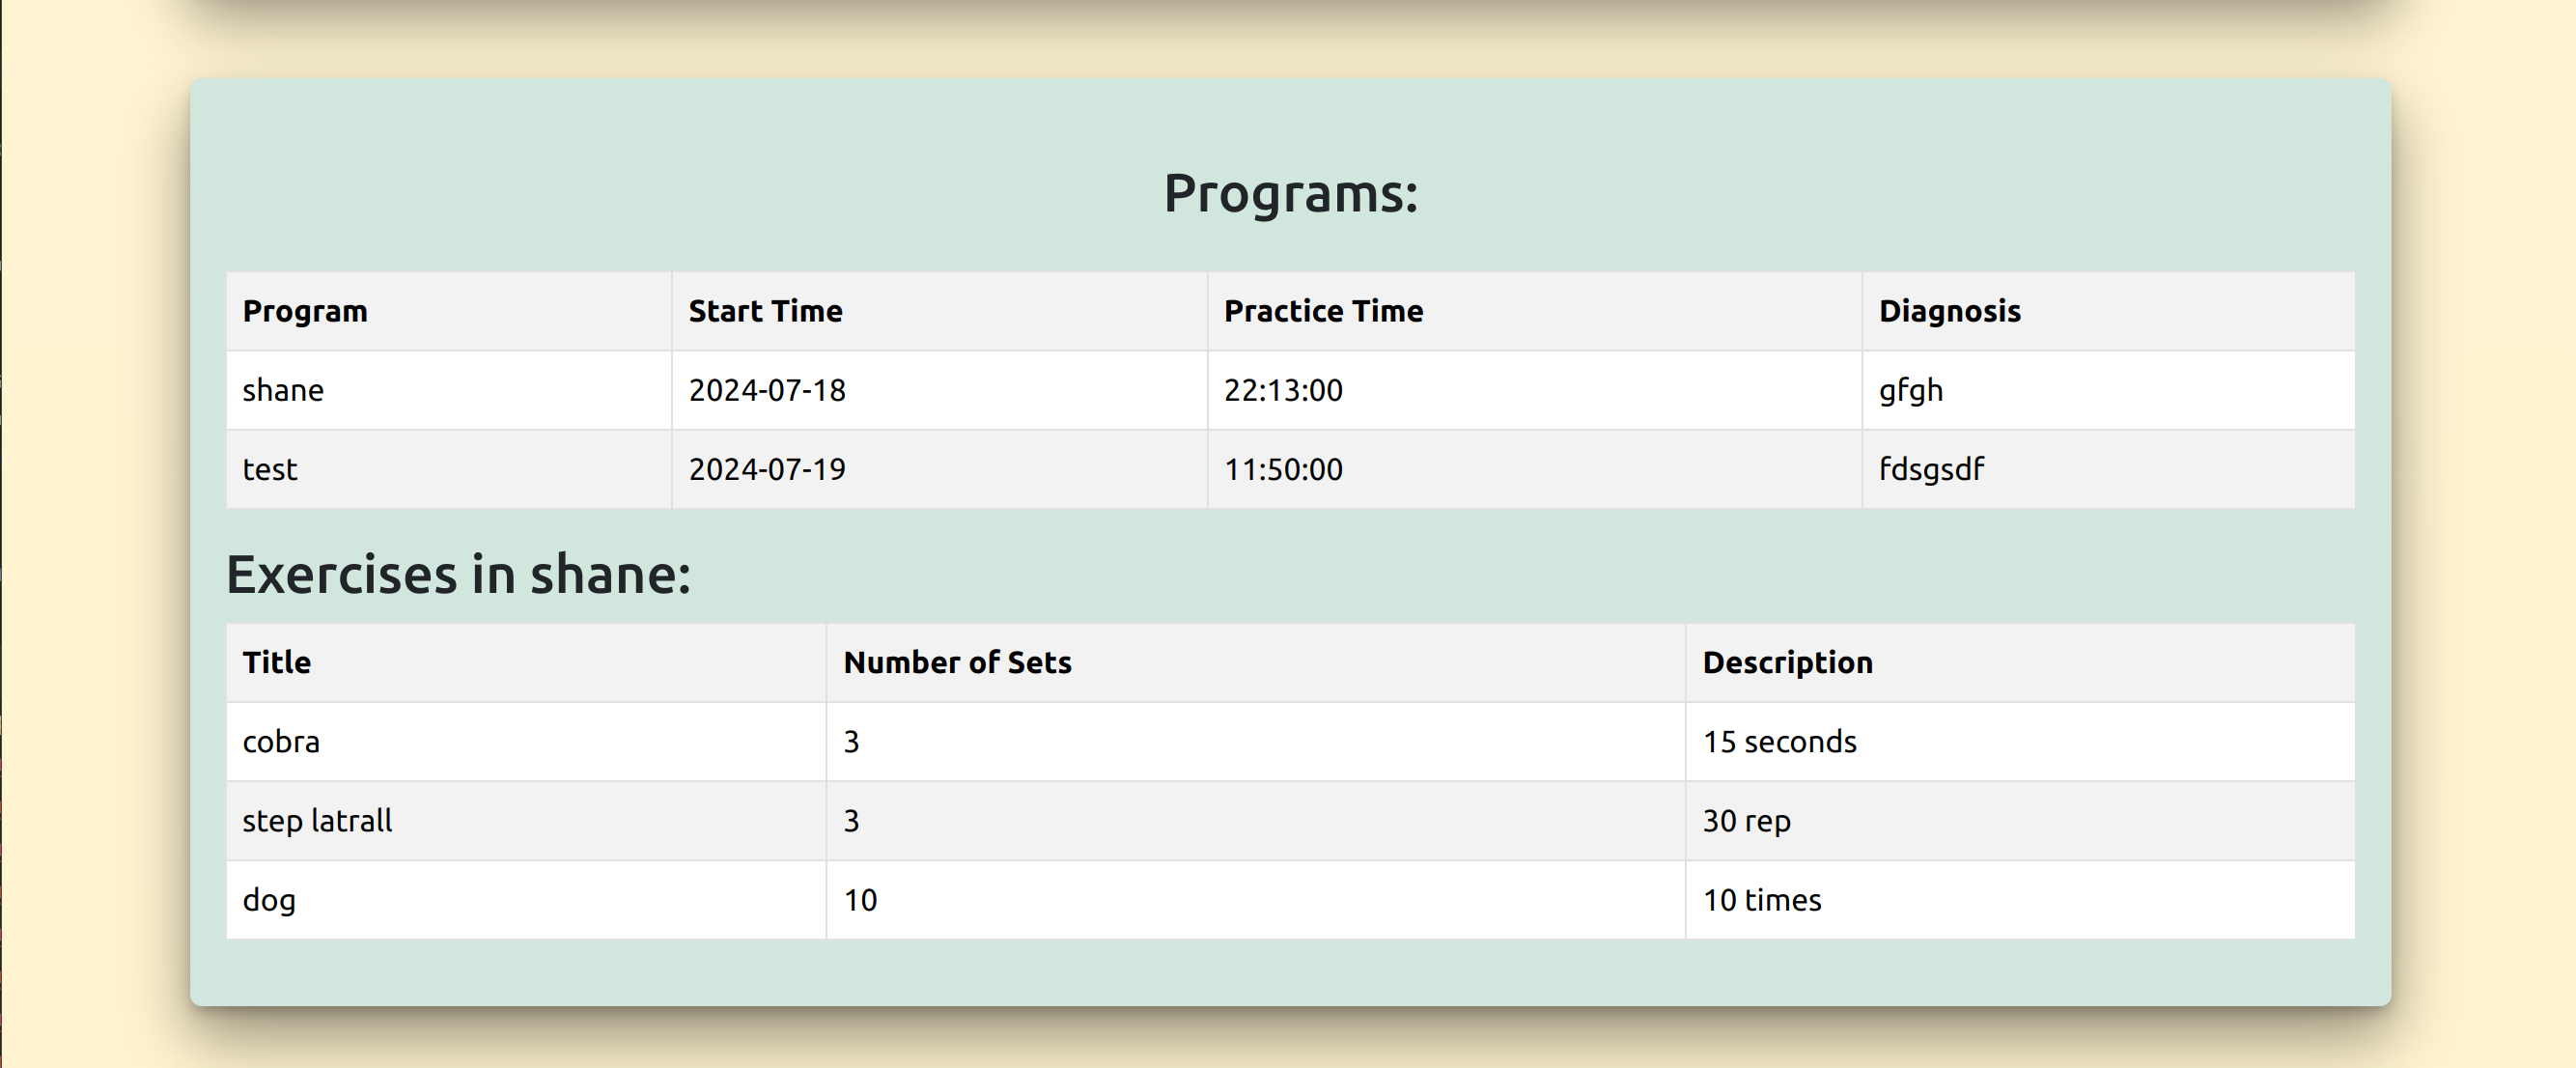 Programs:
Program Start Time Practice Time Diagnosis
shane 2024-07-18 22:13:00 gfgh
test 2024-07-19 11:50:00 fdsgsdf
Exercises in shane:
Title Number of Sets Description
cobra 3 15 seconds
step latrall 3 30 rep
dog 10 10 times